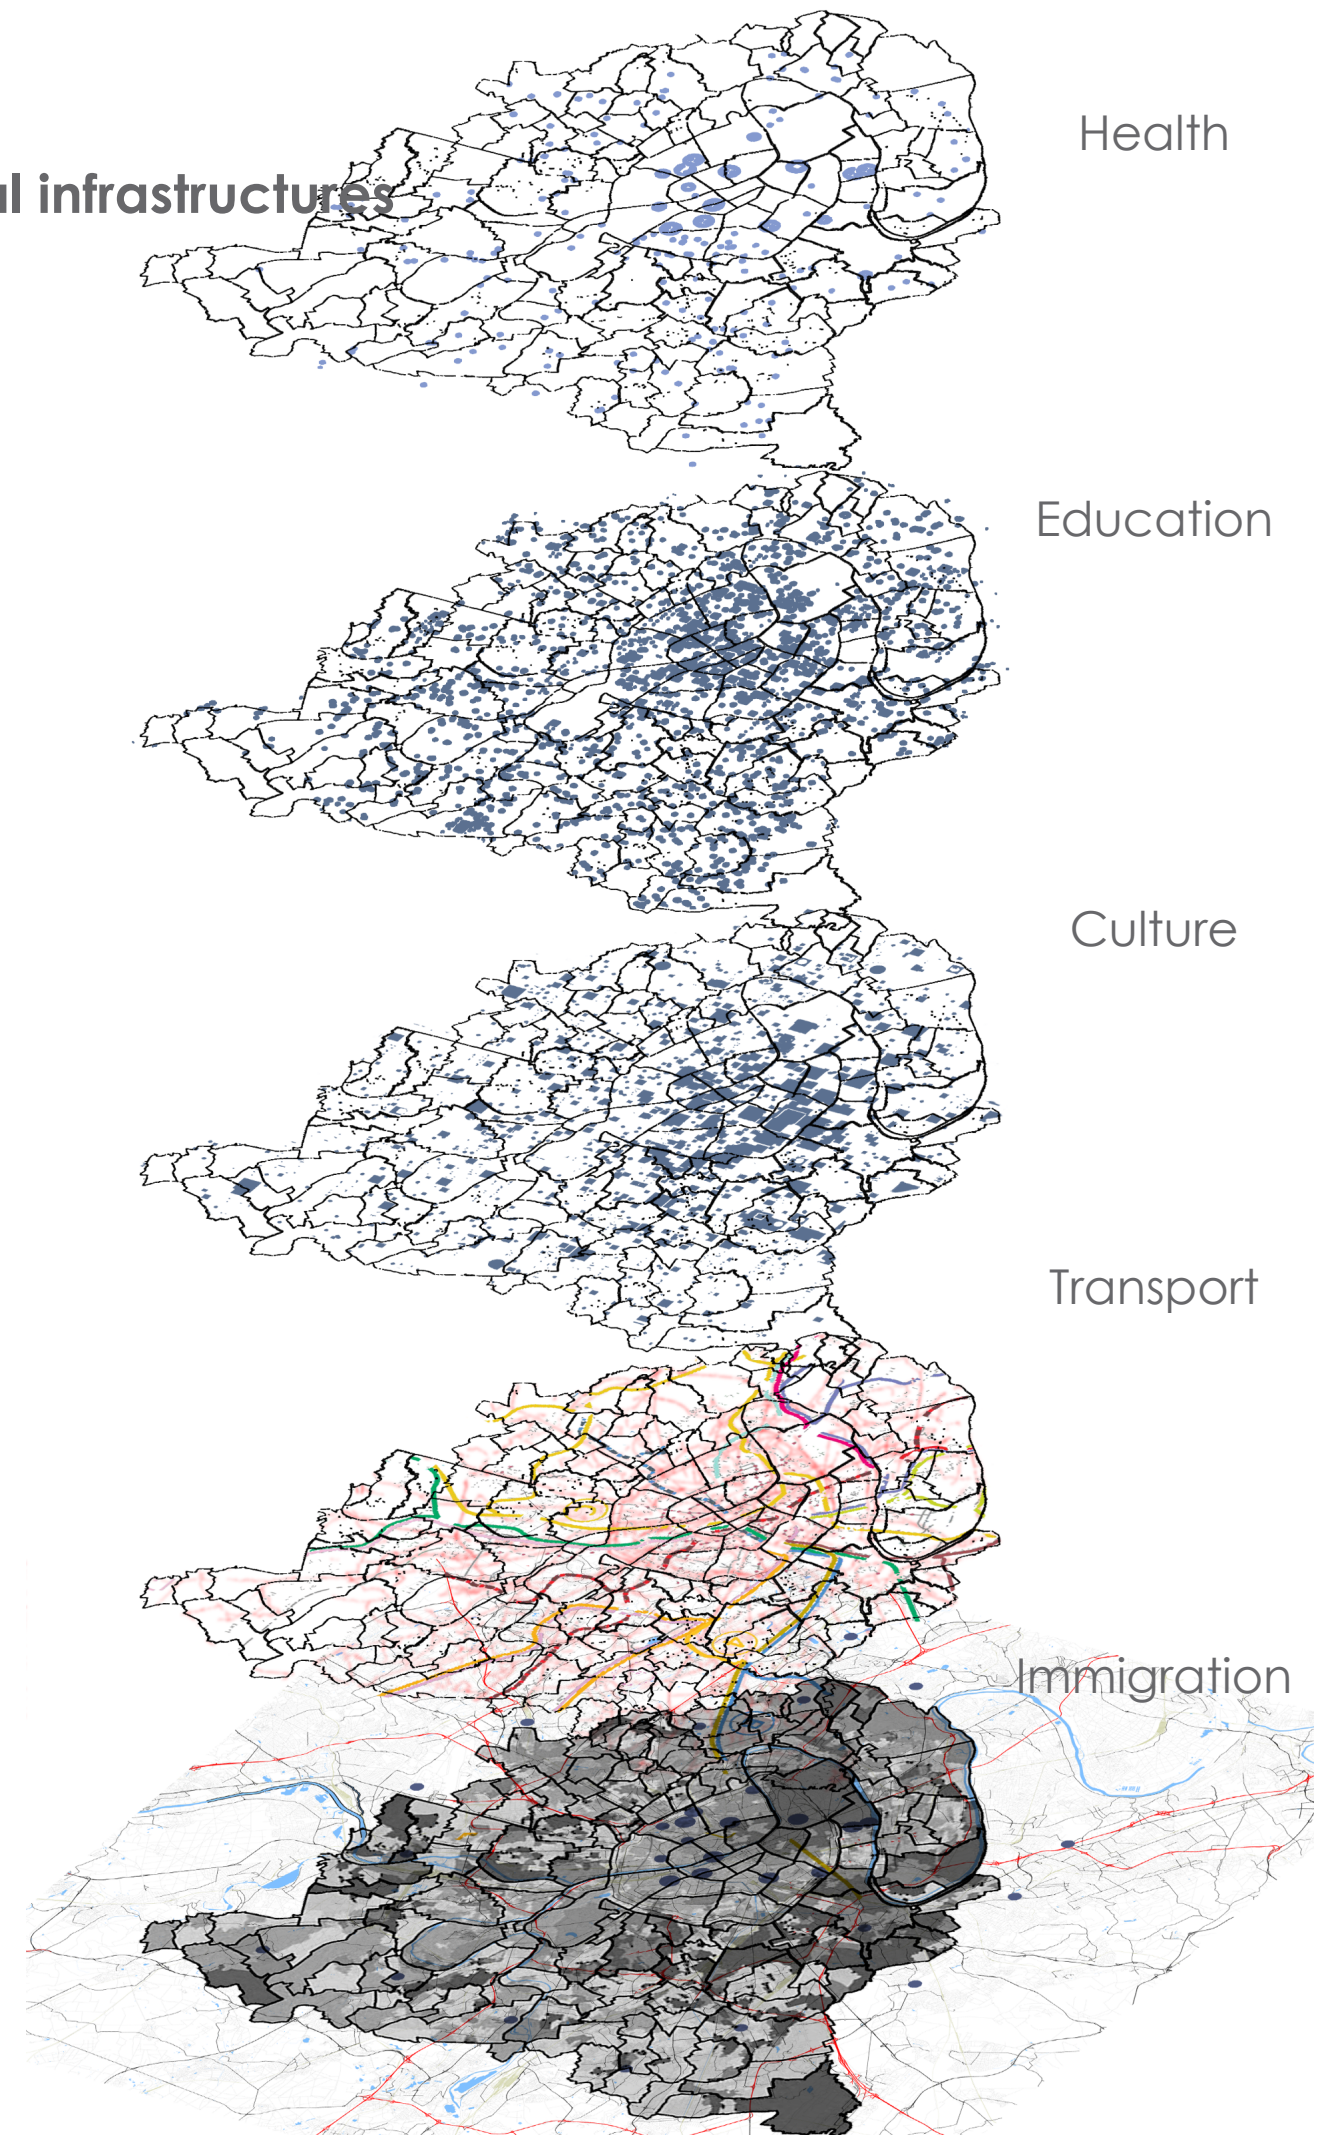 Health
infrastructures
Education
Culture
Transport
Immigration